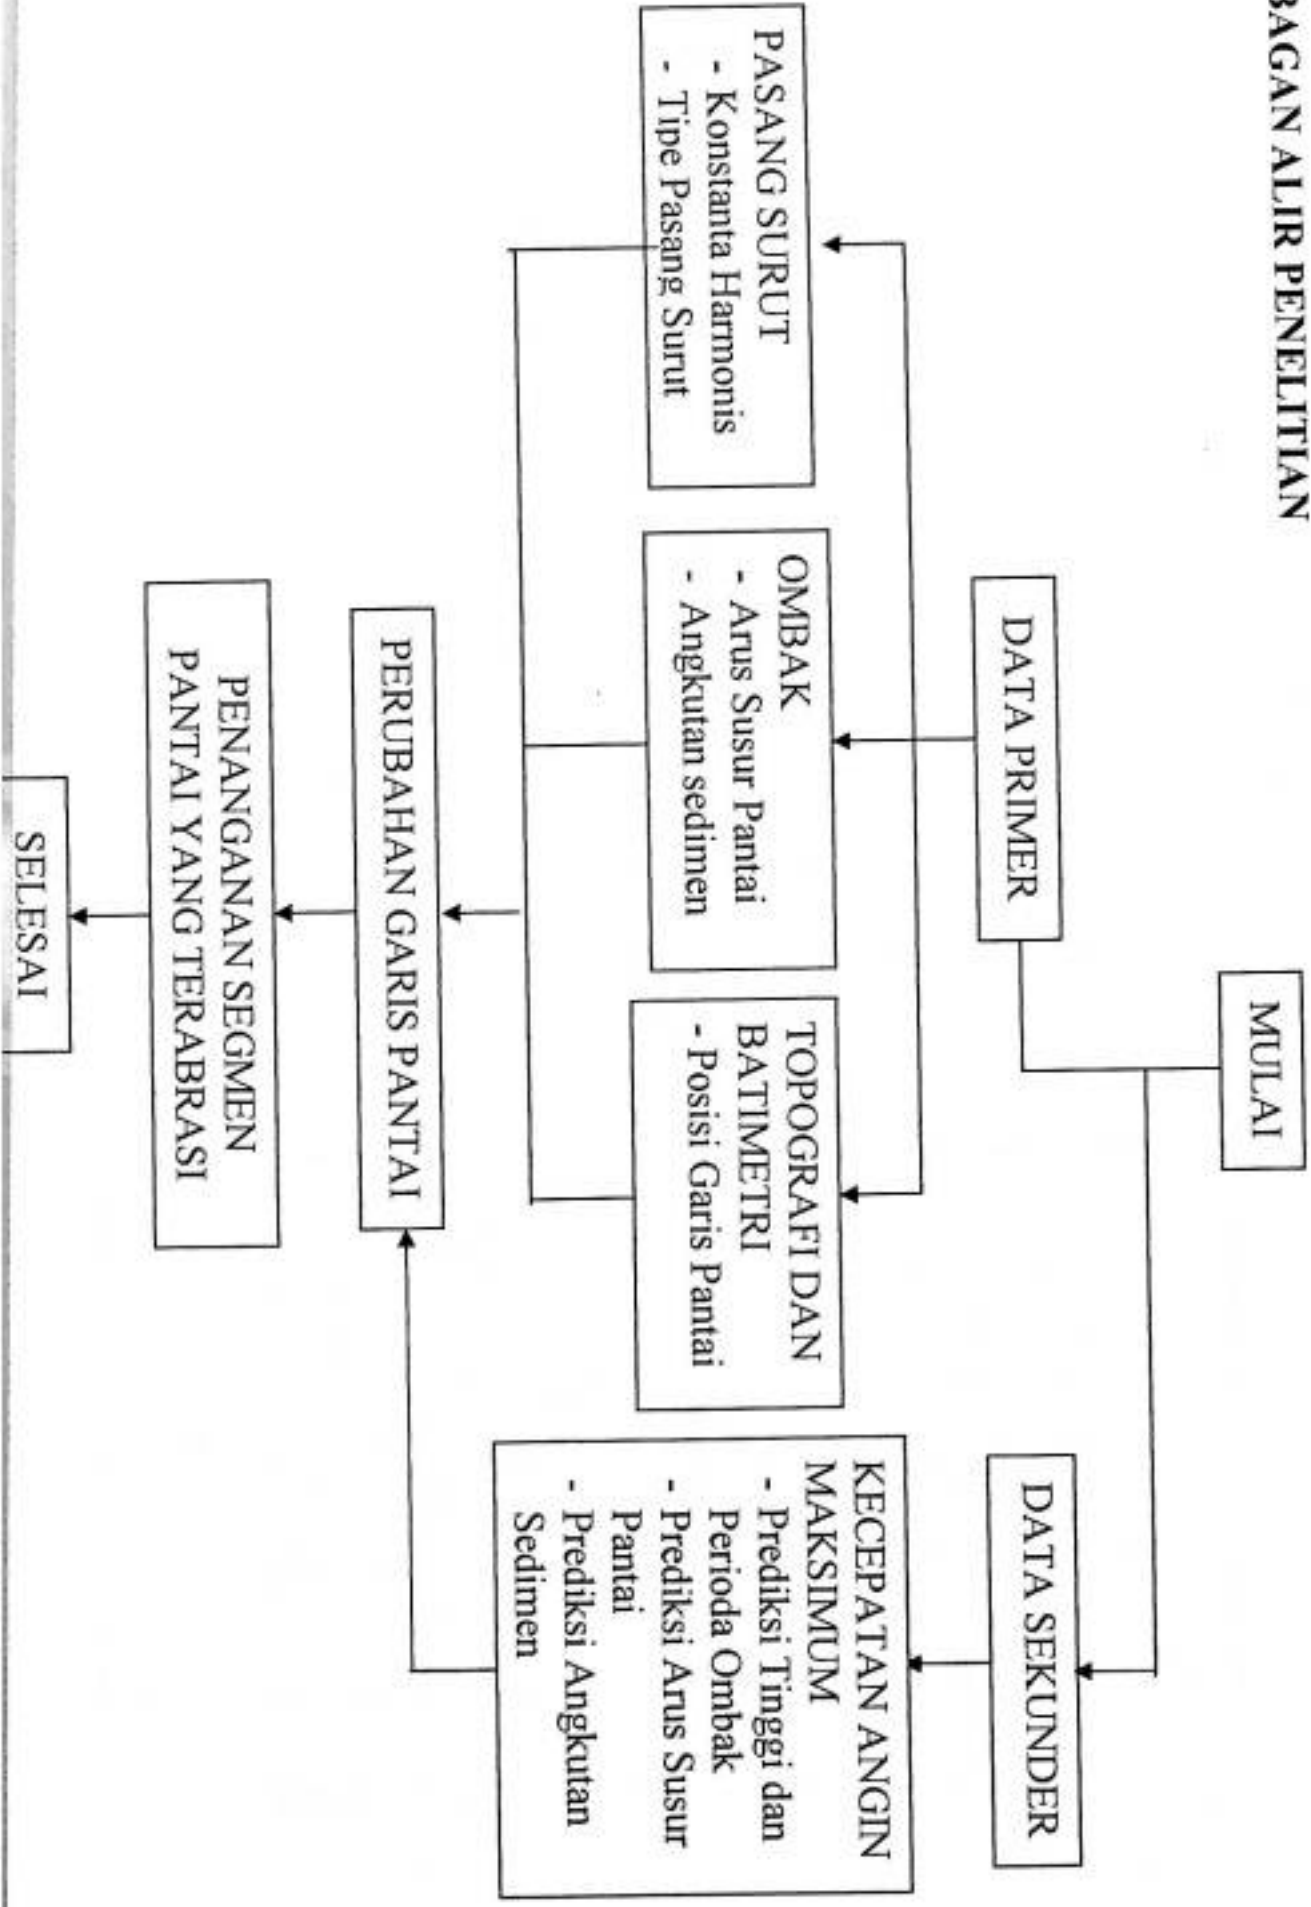 BAGAN ALIR PENELITIAN
MULAI
DATA PRIMER
DATA SEKUNDER
PASANG SURUT
- Konstanta Harmonis
- Tipe Pasang Surut
OMBAK
- Arus Susur Pantai
- Angkutan sedimen
TOPOGRAFI DAN
BATIMETRI
- Posisi Garis Pantai
KECEPATAN ANGIN
MAKSIMUM
- Prediksi Tinggi dan
Perioda Ombak
- Prediksi Arus Susur
Pantai
- Prediksi Angkutan
Sedimen
PERUBAHAN GARIS PANTAI
PENANGANAN SEGMEN
PANTAI YANG TERABRASI
SELESAI